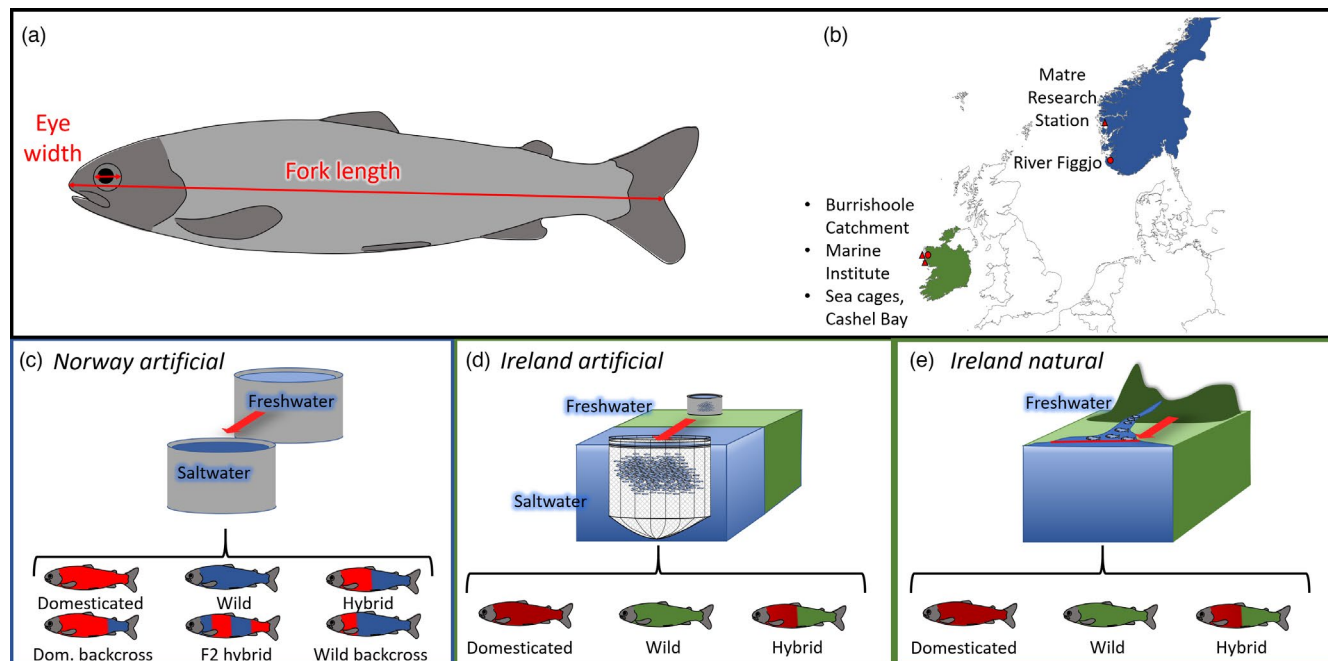 (a)
Eye
width
Fork length
(b)
Matre
Research
Station
River Figgjo
• Burrishoole
Catchment
• Marine
Institute
• Sea cages,
Cashel Bay
(c) Norway artificial
Freshwater
Saltwater
Domesticated
Wild
Hybrid
Dom. backcross
F2 hybrid
Wild backcross
(d) Ireland artificial
Freshwater
Saltwater
Domesticated
Wild
Hybrid
(e) Ireland natural
Freshwater
Domesticated
Wild
Hybrid